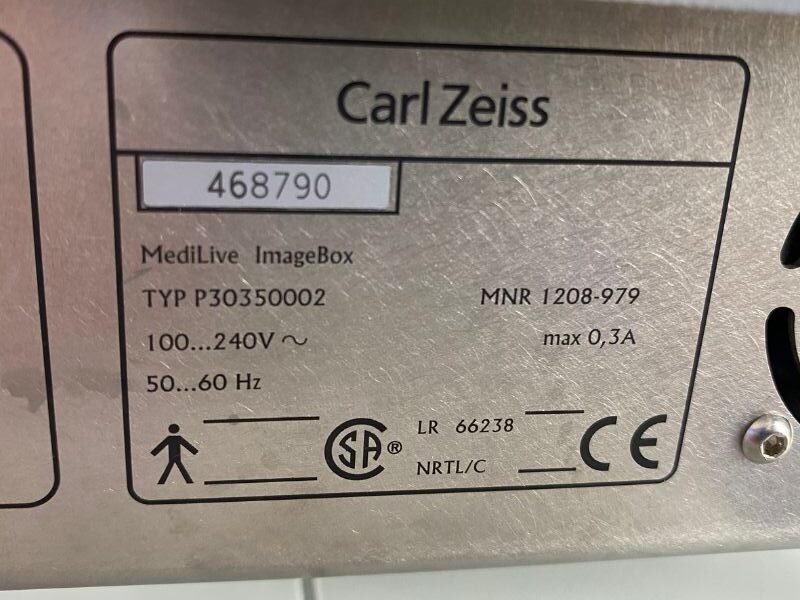 Carl Zeiss
468790
MediLive ImageBox
TYP P30350002 MNR 1208-979
100...240V ~ max 0,3A
50...60 Hz
SA® LR 66238 CE
NRTL/C